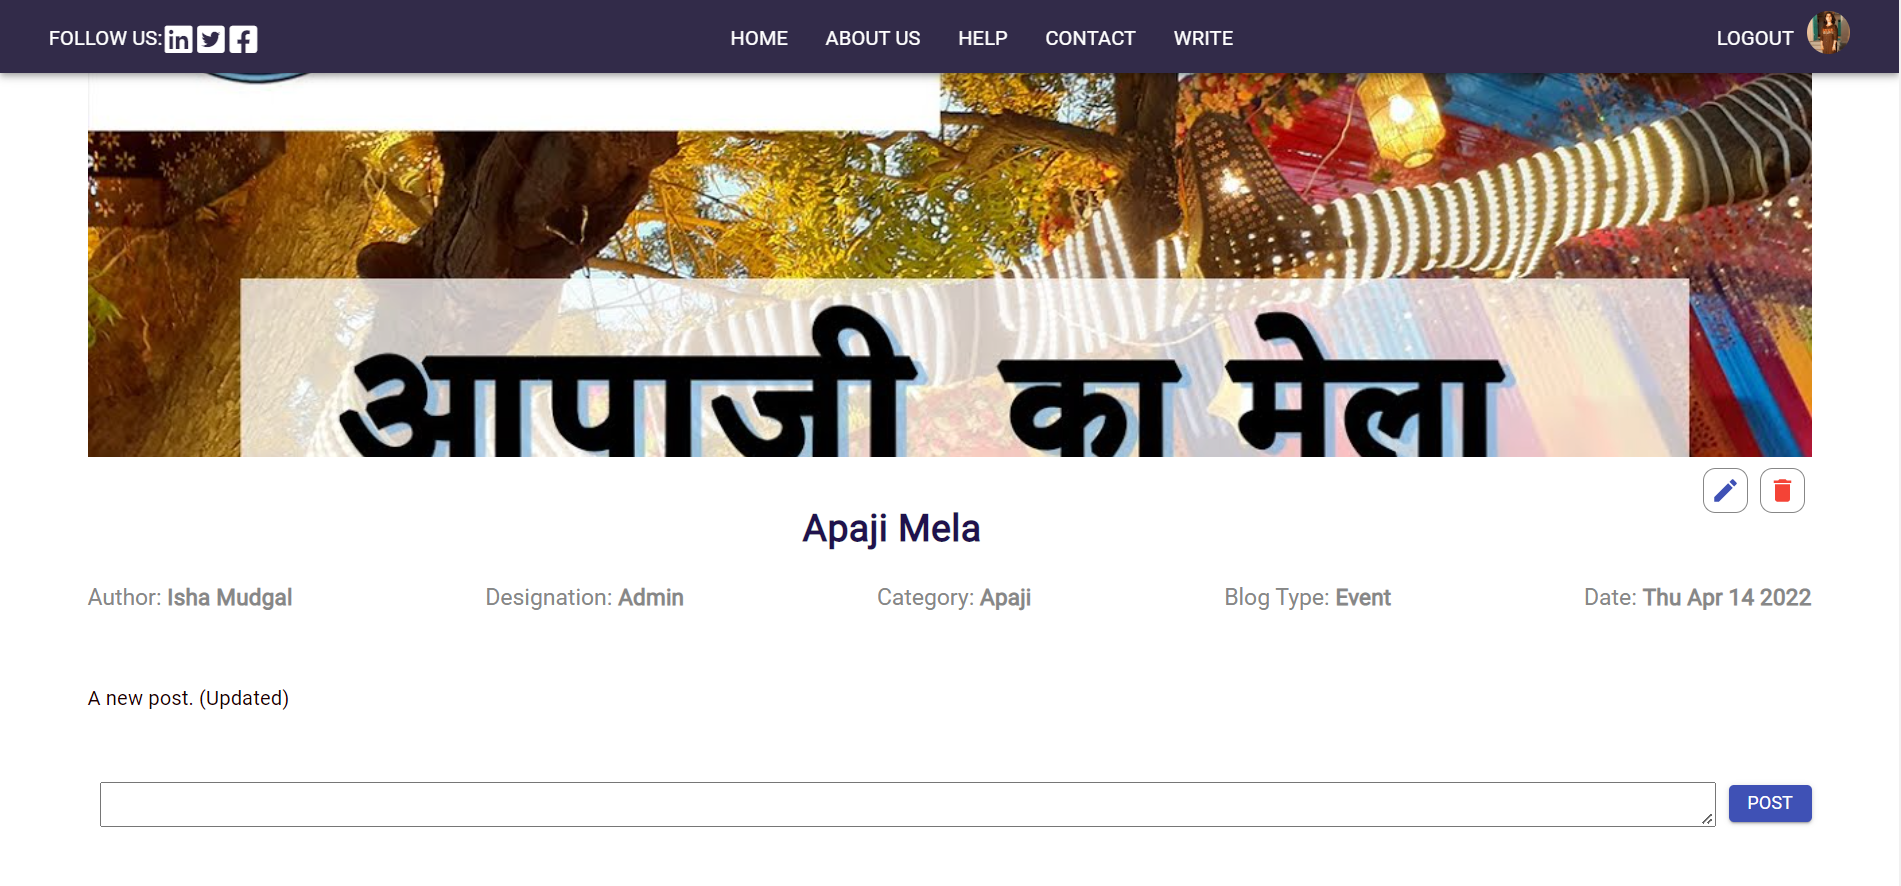 FOLLOW US: HOME ABOUT US HELP CONTACT WRITE LOGOUT
आपाजी का मेला
Apaji Mela
Author: Isha Mudgal Designation: Admin Category: Apaji Blog Type: Event Date: Thu Apr 14 2022
A new post. (Updated)
POST